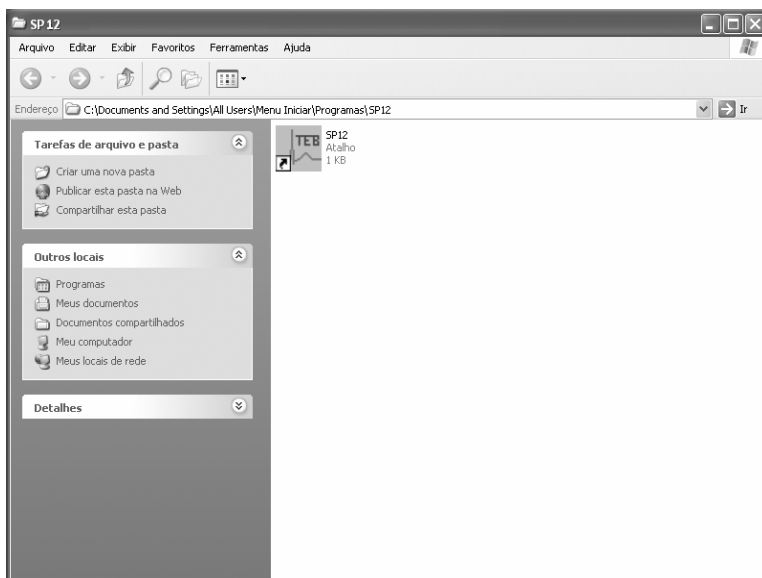 SP12
Arquivo Editar Exibir Favoritos Ferramentas Ajuda
Endereço C:\Documents and Settings\All Users\Menu Iniciar\Programas\SP12 Ir
Tarefas de arquivo e pasta
Criar uma nova pasta
Publicar esta pasta na Web
Compartilhar esta pasta
Outros locais
Programas
Meus documentos
Documentos compartilhados
Meu computador
Meus locais de rede
Detalhes
TEB
SP12
Atalho
1 KB